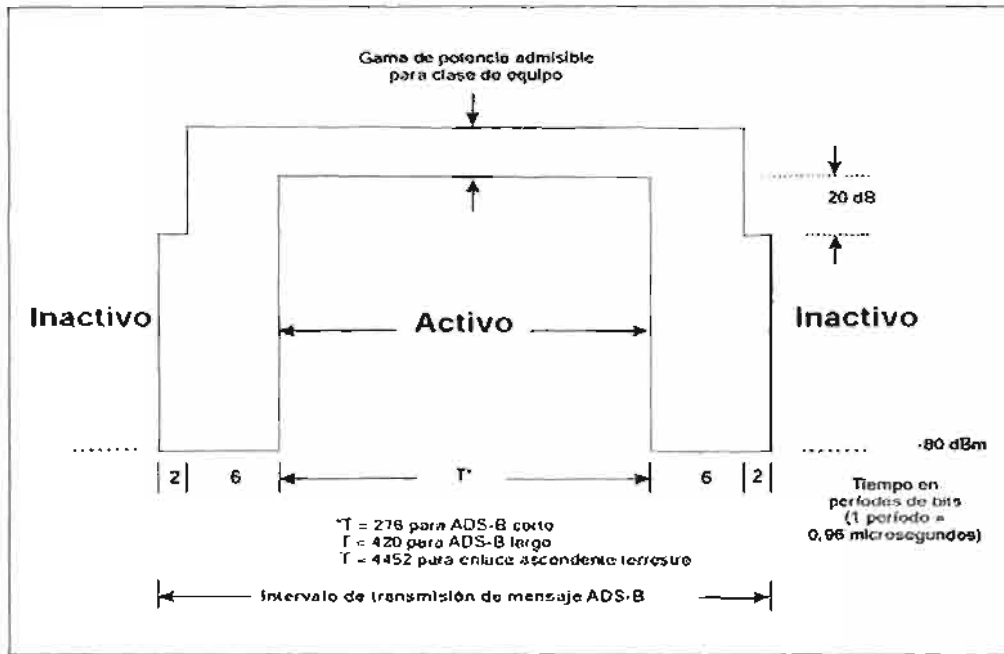 Gama de potencia admisible
para clase de equipo
20 dB
Inactivo
Activo
Inactivo
-80 dBm
2
6
T*
6
2
Tiempo en
períodos de bits
(1 período =
0,96 microsegundos)
*T = 276 para ADS-B corto
T = 420 para ADS-B largo
T = 4452 para enlace ascendente terrestre
Intervalo de transmisión de mensaje ADS-B